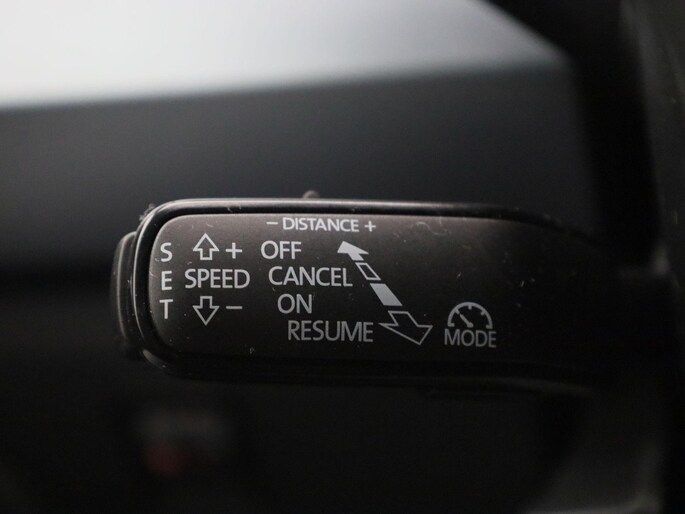 - DISTANCE +
S + OFF
E SPEED CANCEL
T - ON
RESUME
MODE